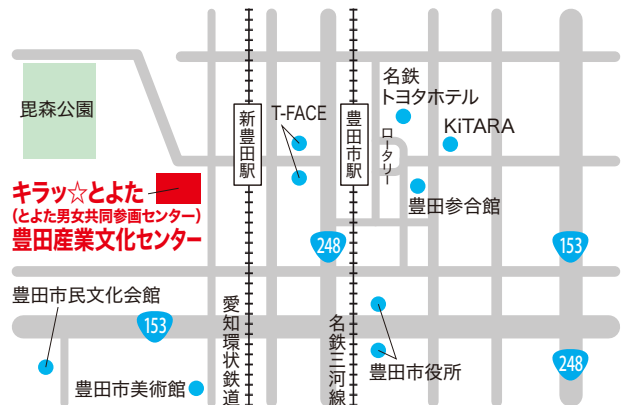 毘森公園
キラッ☆とよた
(とよた男女共同参画センター)
豊田産業文化センター
新豊田駅
T-FACE
豊田市駅
名鉄
トヨタホテル
KiTARA
ロータリー
豊田参合館
248
153
豊田市民文化会館
153
愛知環状鉄道
名鉄三河線
豊田市役所
248
豊田市美術館